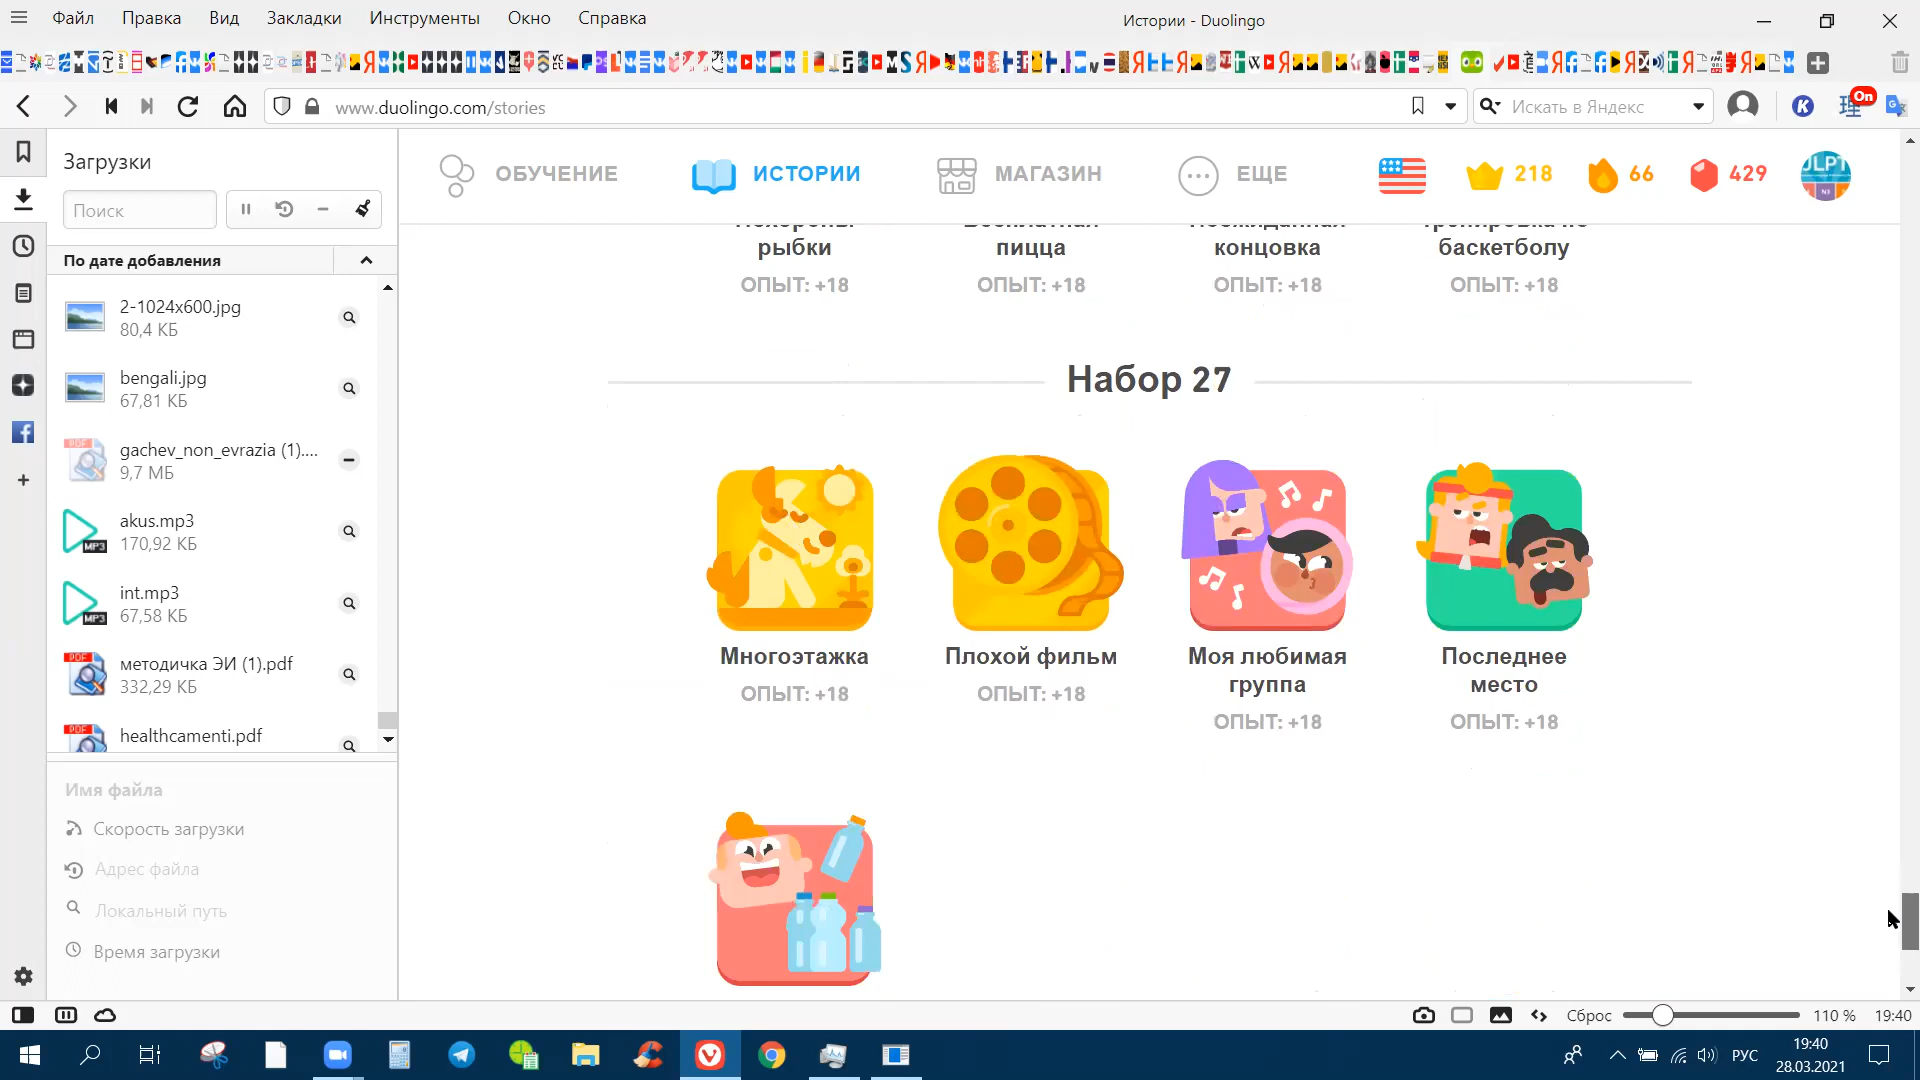 Файл Правка Вид Закладки Инструменты Окно Справка
Истории - Duolingo
www.duolingo.com/stories
Искать в Яндекс
On
Загрузки
Поиск
По дате добавления
2-1024x600.jpg
80,4 КБ
bengali.jpg
67,81 КБ
gachev_non_evrazia (1)....
9,7 МБ
akus.mp3
170,92 КБ
int.mp3
67,58 КБ
методичка ЭИ (1).pdf
332,29 КБ
healthcamenti.pdf
Имя файла
Скорость загрузки
Адрес файла
Локальный путь
Время загрузки
ОБУЧЕНИЕ ИСТОРИИ МАГАЗИН ЕЩЕ 218 66 429
JLPT
N3
рыбки
ОПЫТ: +18
пицца
ОПЫТ: +18
концовка
ОПЫТ: +18
баскетболу
ОПЫТ: +18
Набор 27
Многоэтажка
ОПЫТ: +18
Плохой фильм
ОПЫТ: +18
Моя любимая
группа
ОПЫТ: +18
Последнее
место
ОПЫТ: +18
Сброс 110 % 19:40
РУС
19:40
28.03.2021